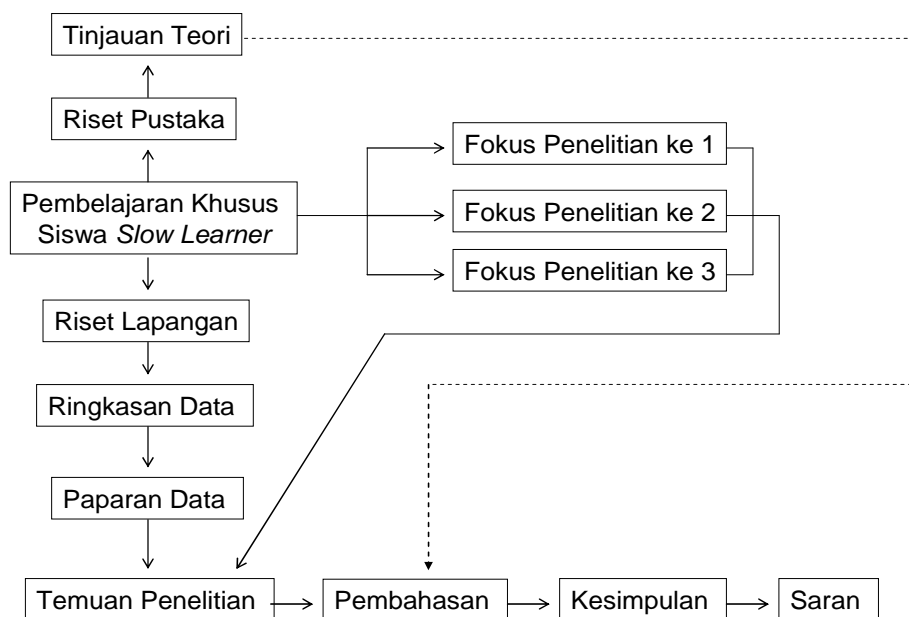 Tinjauan Teori
Riset Pustaka
Fokus Penelitian ke 1
Pembelajaran Khusus
Siswa Slow Learner
Fokus Penelitian ke 2
Fokus Penelitian ke 3
Riset Lapangan
Ringkasan Data
Paparan Data
Temuan Penelitian
Pembahasan
Kesimpulan
Saran